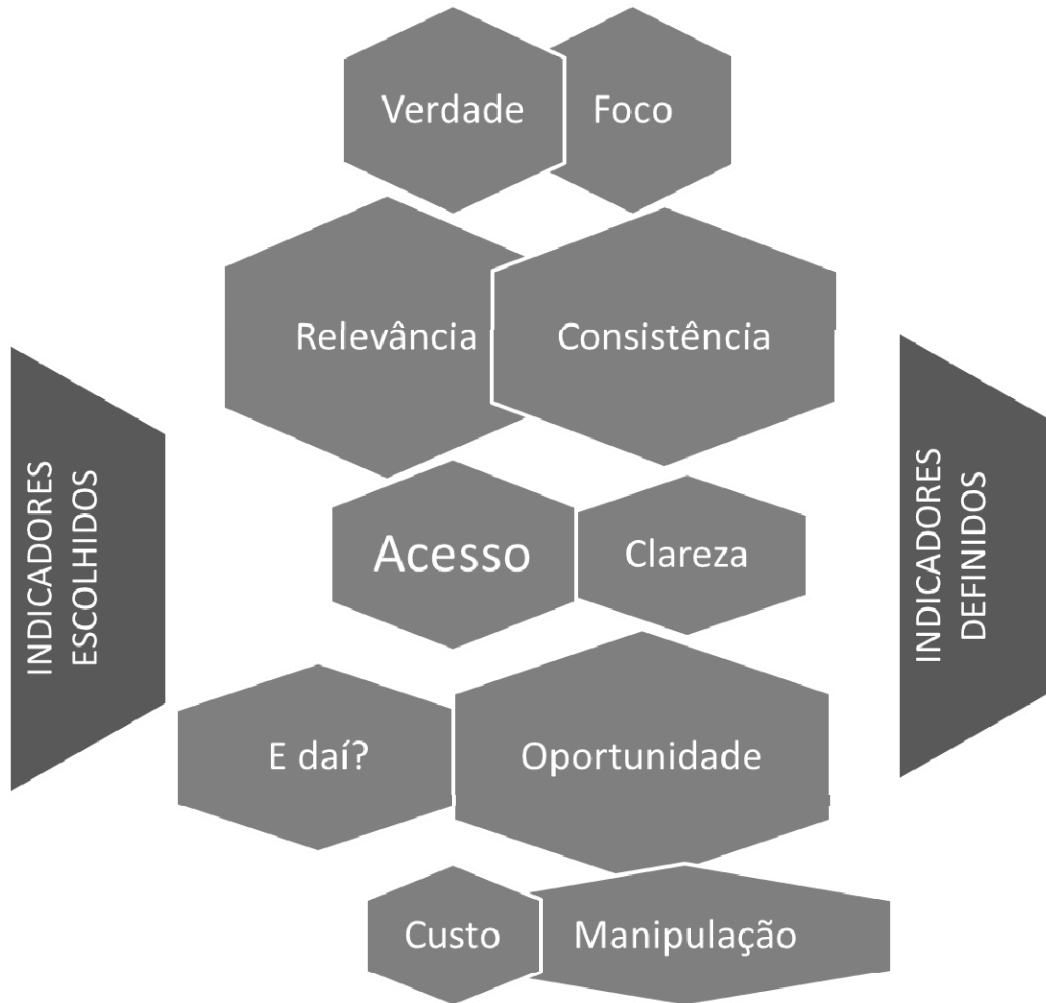 Verdade
Foco
Relevância
Consistência
INDICADORES
ESCOLHIDOS
Acesso
Clareza
INDICADORES
DEFINIDOS
E daí?
Oportunidade
Custo
Manipulação